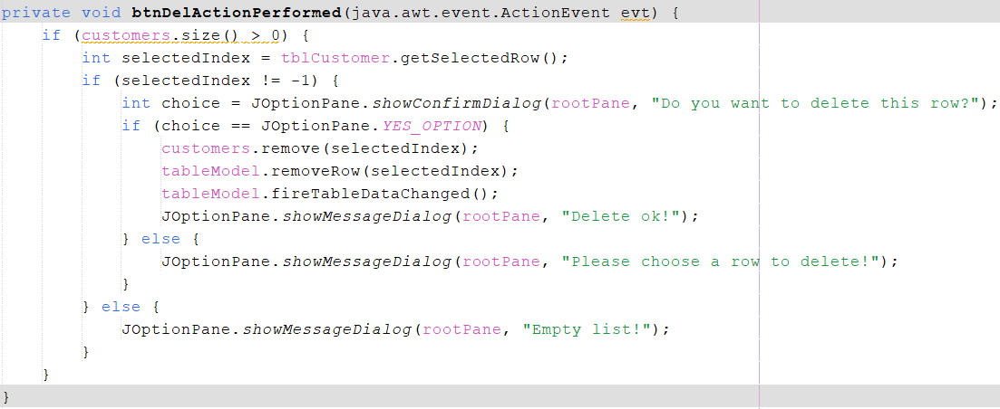 private void btnDelActionPerformed(java.awt.event.ActionEvent evt) {
    if (customers.size() > 0) {
        int selectedIndex = tblCustomer.getSelectedRow();
        if (selectedIndex != -1) {
            int choice = JOptionPane.showConfirmDialog(rootPane, "Do you want to delete this row?");
            if (choice == JOptionPane.YES_OPTION) {
                customers.remove(selectedIndex);
                tableModel.removeRow(selectedIndex);
                tableModel.fireTableDataChanged();
                JOptionPane.showMessageDialog(rootPane, "Delete ok!");
            } else {
                JOptionPane.showMessageDialog(rootPane, "Please choose a row to delete!");
            }
        } else {
            JOptionPane.showMessageDialog(rootPane, "Empty list!");
        }
    }
}